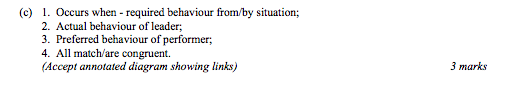 (c) 1. Occurs when - required behaviour from/by situation;
2. Actual behaviour of leader;
3. Preferred behaviour of performer;
4. All match/are congruent.
(Accept annotated diagram showing links) 3 marks